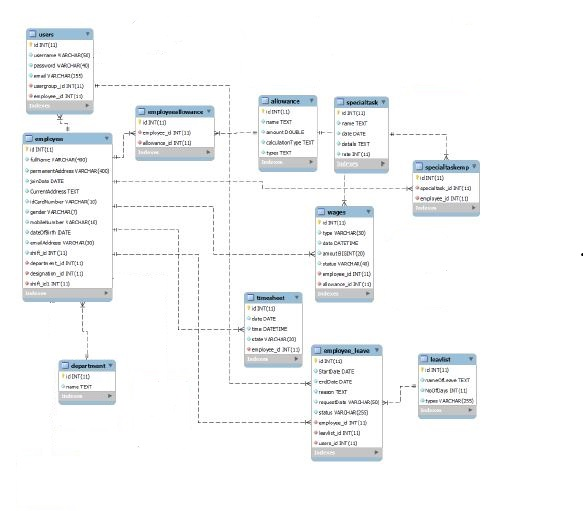 users
id INT(11)
username VARCHAR(50)
password VARCHAR(40)
email VARCHAR(255)
usergroup_id INT(11)
employee_id INT(11)
Indexes
employee
id INT(11)
fullName VARCHAR(400)
permanentAddress VARCHAR(400)
joinDate DATE
CurrentAddress TEXT
idCardNumber VARCHAR(10)
gender VARCHAR(7)
mobileNumber VARCHAR(16)
dateOfBirth DATE
emailAddress VARCHAR(30)
shift_id INT(11)
department_id INT(11)
designation_id INT(11)
shift_id1 INT(11)
Indexes
department
id INT(11)
name TEXT
Indexes
employeeallowance
id INT(11)
employee_id INT(11)
allowance_id INT(11)
Indexes
allowance
id INT(11)
name TEXT
amount DOUBLE
calculationType TEXT
types TEXT
Indexes
specialtask
id INT(11)
name TEXT
date DATE
details TEXT
rate INT(11)
Indexes
specialtaskemp
id INT(11)
specialtask_id INT(11)
employee_id INT(11)
Indexes
wages
id INT(11)
type VARCHAR(50)
date DATETIME
amout BIGINT(20)
status VARCHAR(40)
employee_id INT(11)
allowance_id INT(11)
Indexes
timesheet
id INT(11)
date DATE
time DATETIME
state VARCHAR(20)
employee_id INT(11)
Indexes
employee_leave
id INT(11)
StartDate DATE
endDate DATE
reason TEXT
requestDate VARCHAR(50)
status VARCHAR(255)
employee_id INT(11)
leavlist_id INT(11)
users_id INT(11)
Indexes
leavlist
id INT(11)
nameOfLeave TEXT
NoOfDays INT(11)
types VARCHAR(255)
Indexes